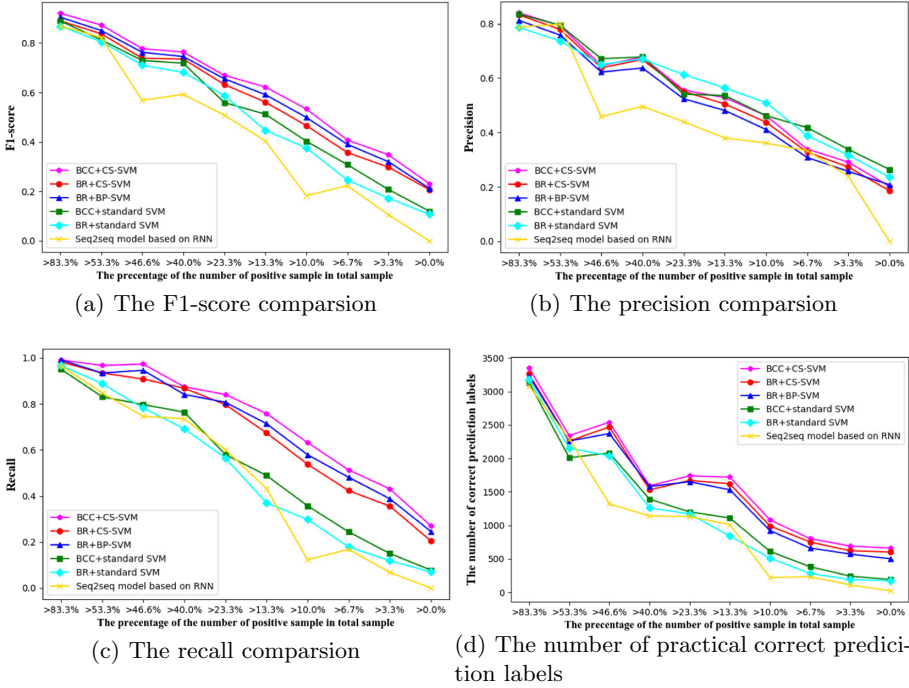 F1-score
0.8
0.6
0.4
0.2
0.0
BCC+CS-SVM
BR+CS-SVM
BR+BP-SVM
BCC+standard SVM
BR+standard SVM
Seq2seq model based on RNN
>83.3% >53.3% >46.6% >40.0% >23.3% >13.3% >10.0% >6.7% >3.3% >0.0%
The precentage of the number of positive sample in total sample
(a) The F1-score comparsion
Precision
0.8
0.6
0.4
0.2
0.0
BCC+CS-SVM
BR+CS-SVM
BR+BP-SVM
BCC+standard SVM
BR+standard SVM
Seq2seq model based on RNN
>83.3% >53.3% >46.6% >40.0% >23.3% >13.3% >10.0% >6.7% >3.3% >0.0%
The precentage of the number of positive sample in total sample
(b) The precision comparsion
Recall
1.0
0.8
0.6
0.4
0.2
0.0
BCC+CS-SVM
BR+CS-SVM
BR+BP-SVM
BCC+standard SVM
BR+standard SVM
Seq2seq model based on RNN
>83.3% >53.3% >46.6% >40.0% >23.3% >13.3% >10.0% >6.7% >3.3% >0.0%
The precentage of the number of positive sample in total sample
(c) The recall comparsion
The number of correct prediction labels
3500
3000
2500
2000
1500
1000
500
0
BCC+CS-SVM
BR+CS-SVM
BR+BP-SVM
BCC+standard SVM
BR+standard SVM
Seq2seq model based on RNN
>83.3% >53.3% >46.6% >40.0% >23.3% >13.3% >10.0% >6.7% >3.3% >0.0%
The precentage of the number of positive sample in total sample
(d) The number of practical correct predici-
tion labels